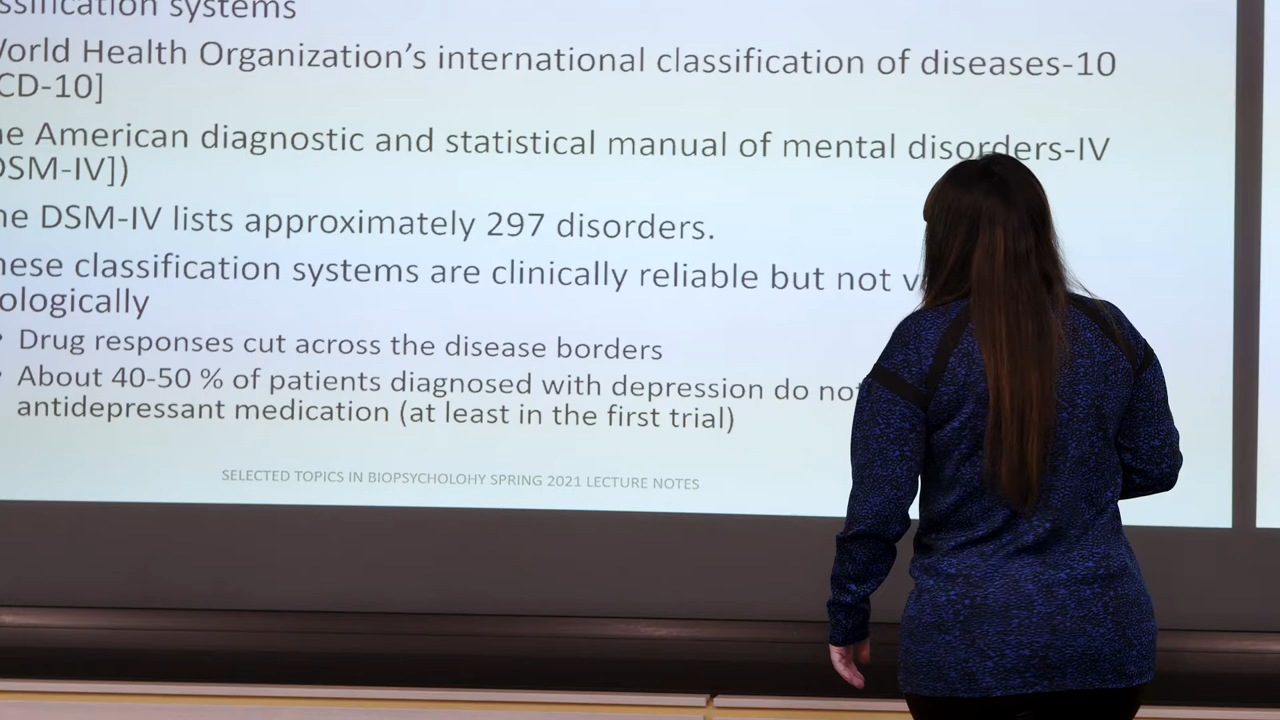 ssification systems
World Health Organization's international classification of diseases-10
CD-10]
he American diagnostic and statistical manual of mental disorders-IV
DSM-IV])
he DSM-IV lists approximately 297 disorders.
hese classification systems are clinically reliable but not v
ologically
Drug responses cut across the disease borders
About 40-50 % of patients diagnosed with depression do not
antidepressant medication (at least in the first trial)
SELECTED TOPICS IN BIOPSYCHOLOHY SPRING 2021 LECTURE NOTES